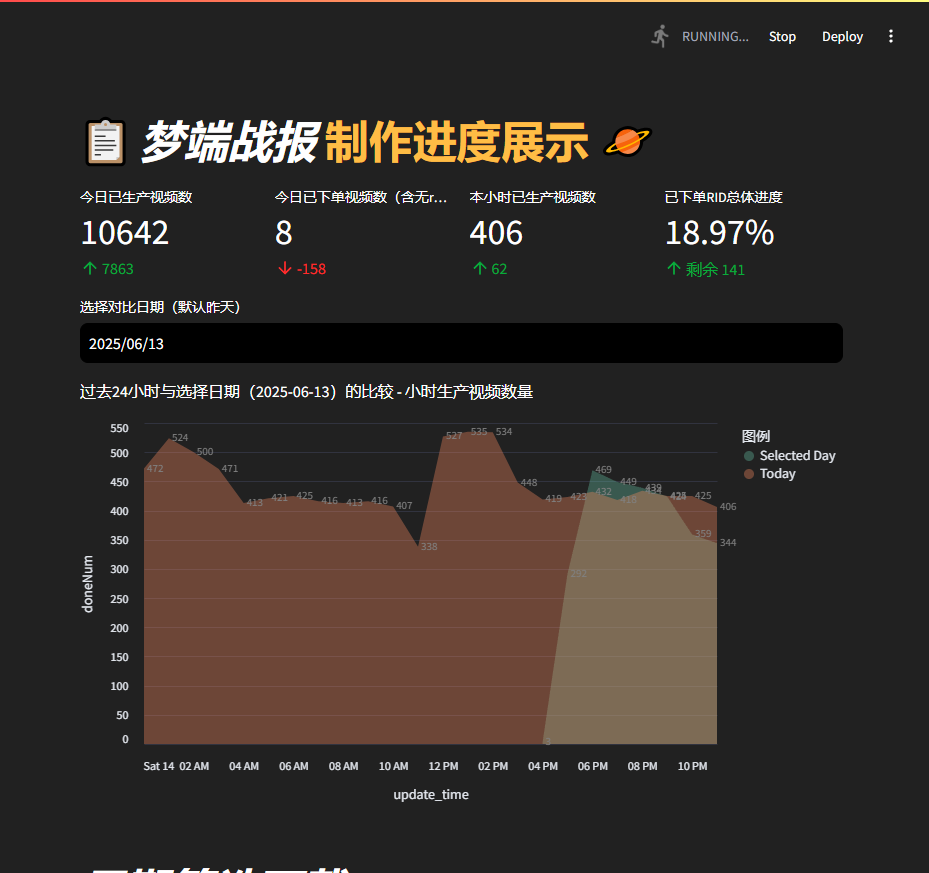 RUNNING... Stop Deploy
梦端战报 制作进度展示
今日已生产视频数 今日已下单视频数（含无r... 本小时已生产视频数 已下单RID总体进度
10642 8 406 18.97%
7863 -158 62 剩余 141
选择对比日期（默认昨天）
2025/06/13
过去24小时与选择日期（2025-06-13）的比较 - 小时生产视频数量
图例
Selected Day
Today
doneNum
550
500
450
400
350
300
250
200
150
100
50
0
472 524 500 471 413 421 425 416 413 416 407 338 527 535 534 448 419 423 432 425 406
3 292 469 449 439 359 344
Sat 14 02 AM 04 AM 06 AM 08 AM 10 AM 12 PM 02 PM 04 PM 06 PM 08 PM 10 PM
update_time